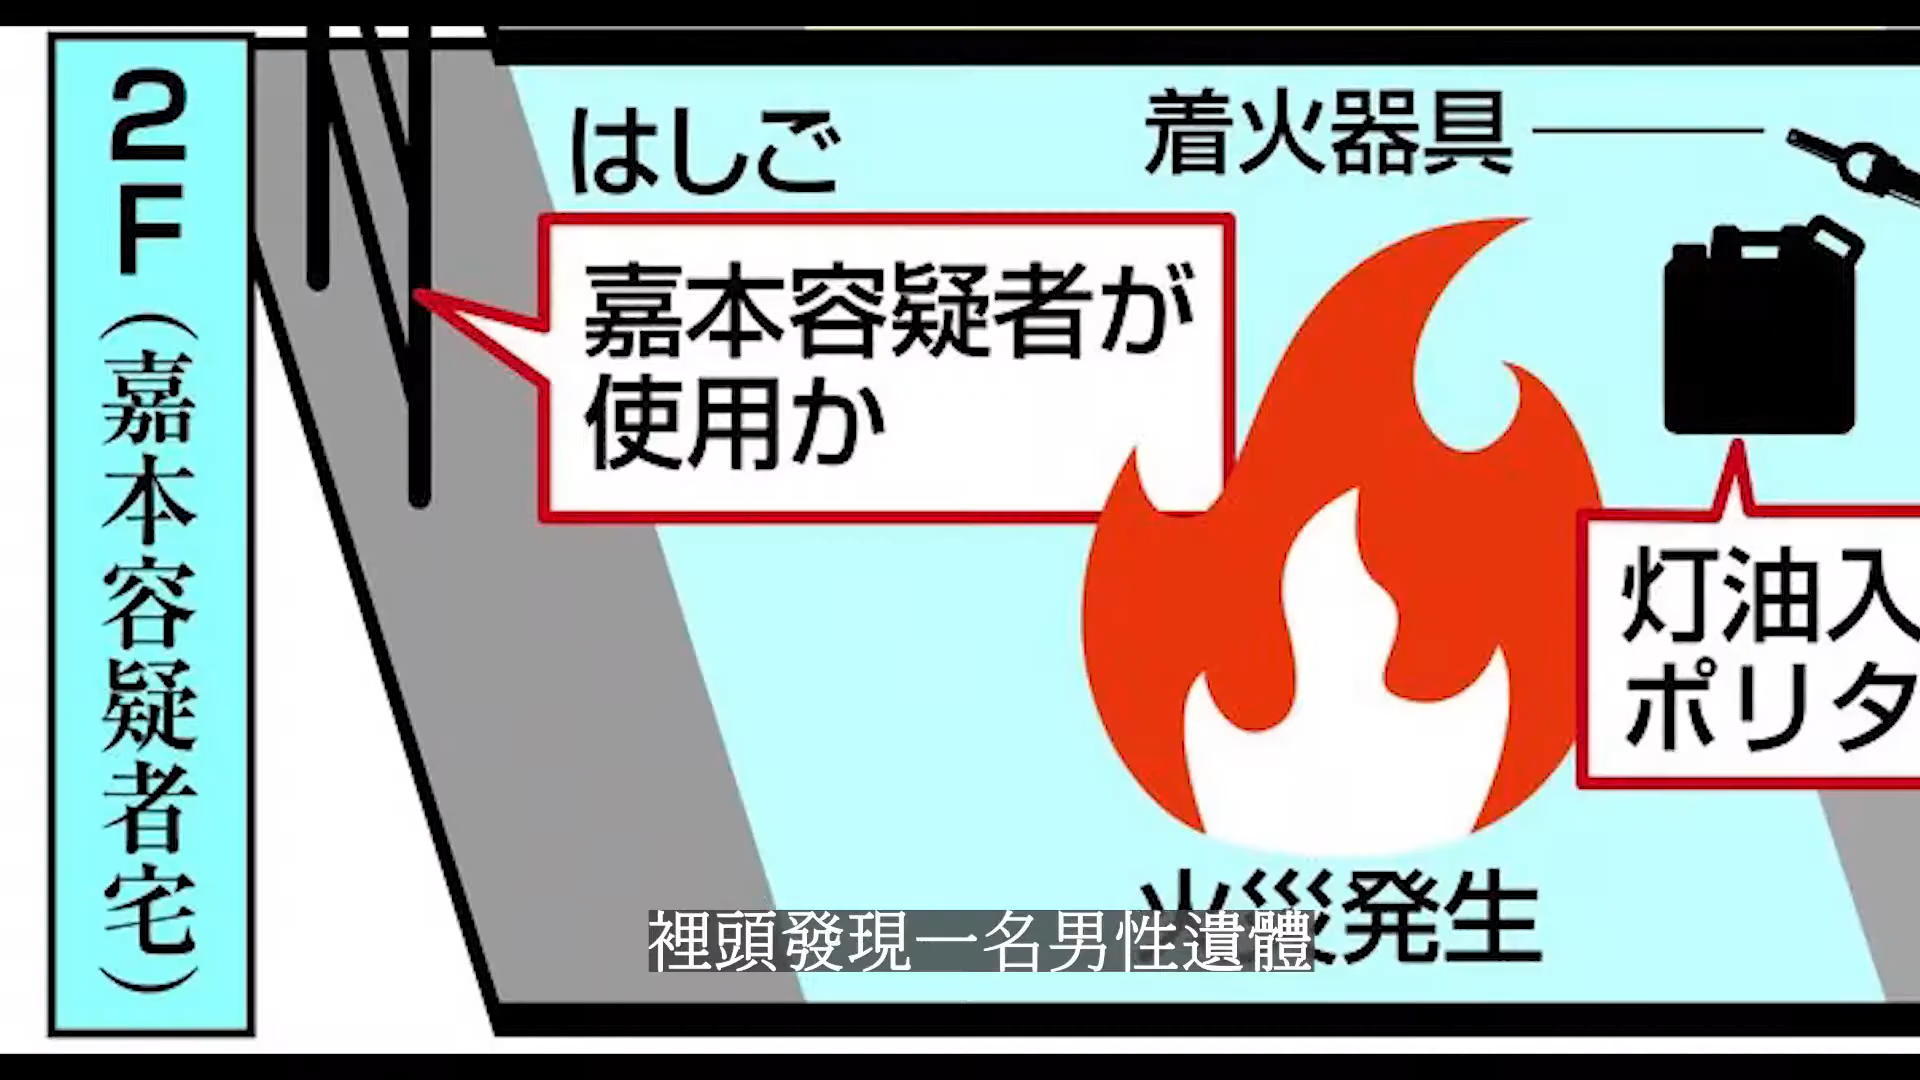 2F(嘉本容疑者宅)
はしご
着火器具
嘉本容疑者が
使用か
灯油入
ポリタ
火災発生
裡頭發現一名男性遺體